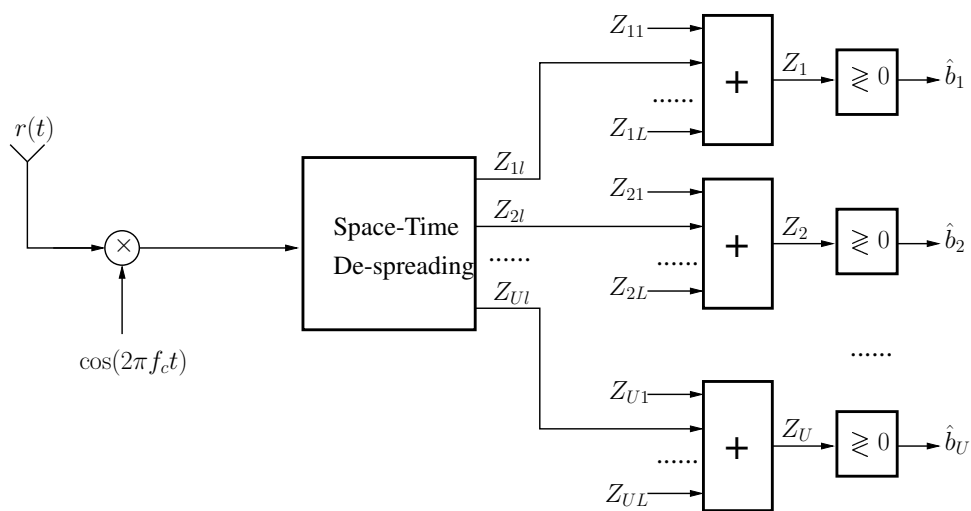 r(t)
×
cos(2πf_ct)
Space-Time
De-spreading
Z_{1l}
Z_{2l}
......
Z_{Ul}
Z_{11}
......
Z_{1L}
+
Z_1
≷ 0
b̂_1
Z_{21}
......
Z_{2L}
+
Z_2
≷ 0
b̂_2
......
Z_{U1}
......
Z_{UL}
+
Z_U
≷ 0
b̂_U